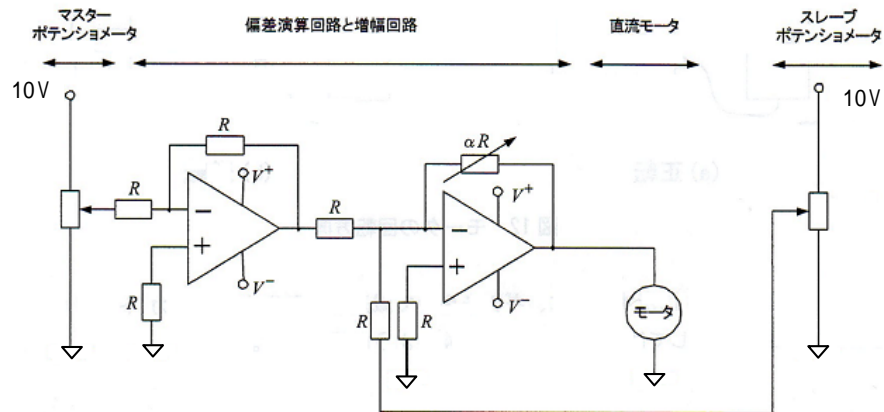 マスター
ポテンショメータ
偏差演算回路と増幅回路
直流モータ
スレーブ
ポテンショメータ
10V
10V
R
αR
V+
V+
R
R
−
−
+
+
V−
V−
R
R
R
モータ
(a) 正転